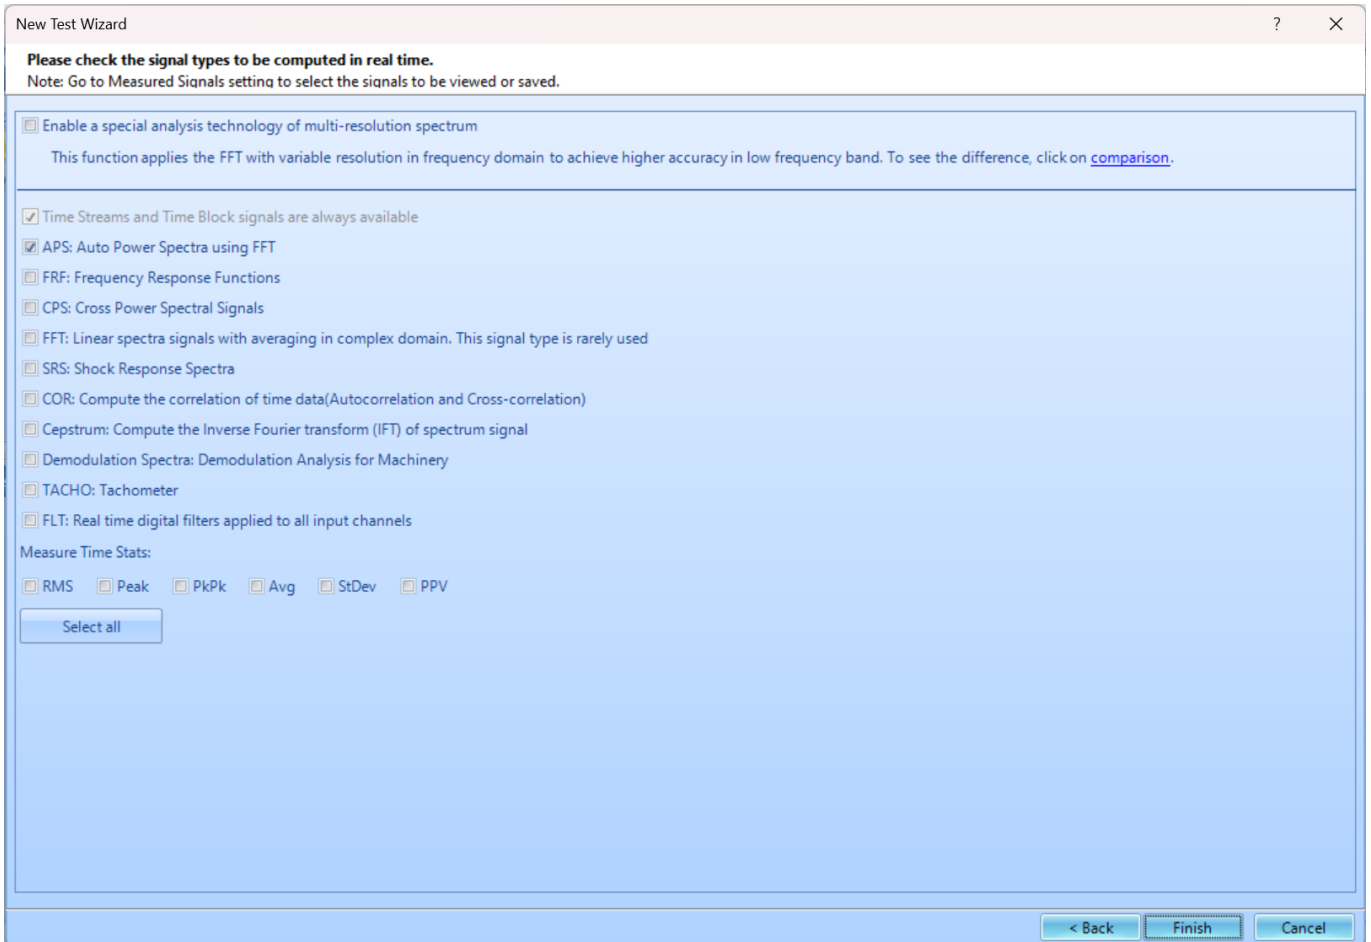 New Test Wizard
?
Please check the signal types to be computed in real time.
Note: Go to Measured Signals setting to select the signals to be viewed or saved.
Enable a special analysis technology of multi-resolution spectrum
This function applies the FFT with variable resolution in frequency domain to achieve higher accuracy in low frequency band. To see the difference, click on comparison.
Time Streams and Time Block signals are always available
APS: Auto Power Spectra using FFT
FRF: Frequency Response Functions
CPS: Cross Power Spectral Signals
FFT: Linear spectra signals with averaging in complex domain. This signal type is rarely used
SRS: Shock Response Spectra
COR: Compute the correlation of time data(Autocorrelation and Cross-correlation)
Cepstrum: Compute the Inverse Fourier transform (IFT) of spectrum signal
Demodulation Spectra: Demodulation Analysis for Machinery
TACHO: Tachometer
FLT: Real time digital filters applied to all input channels
Measure Time Stats:
RMS Peak PkPk Avg StDev PPV
Select all
< Back Finish Cancel